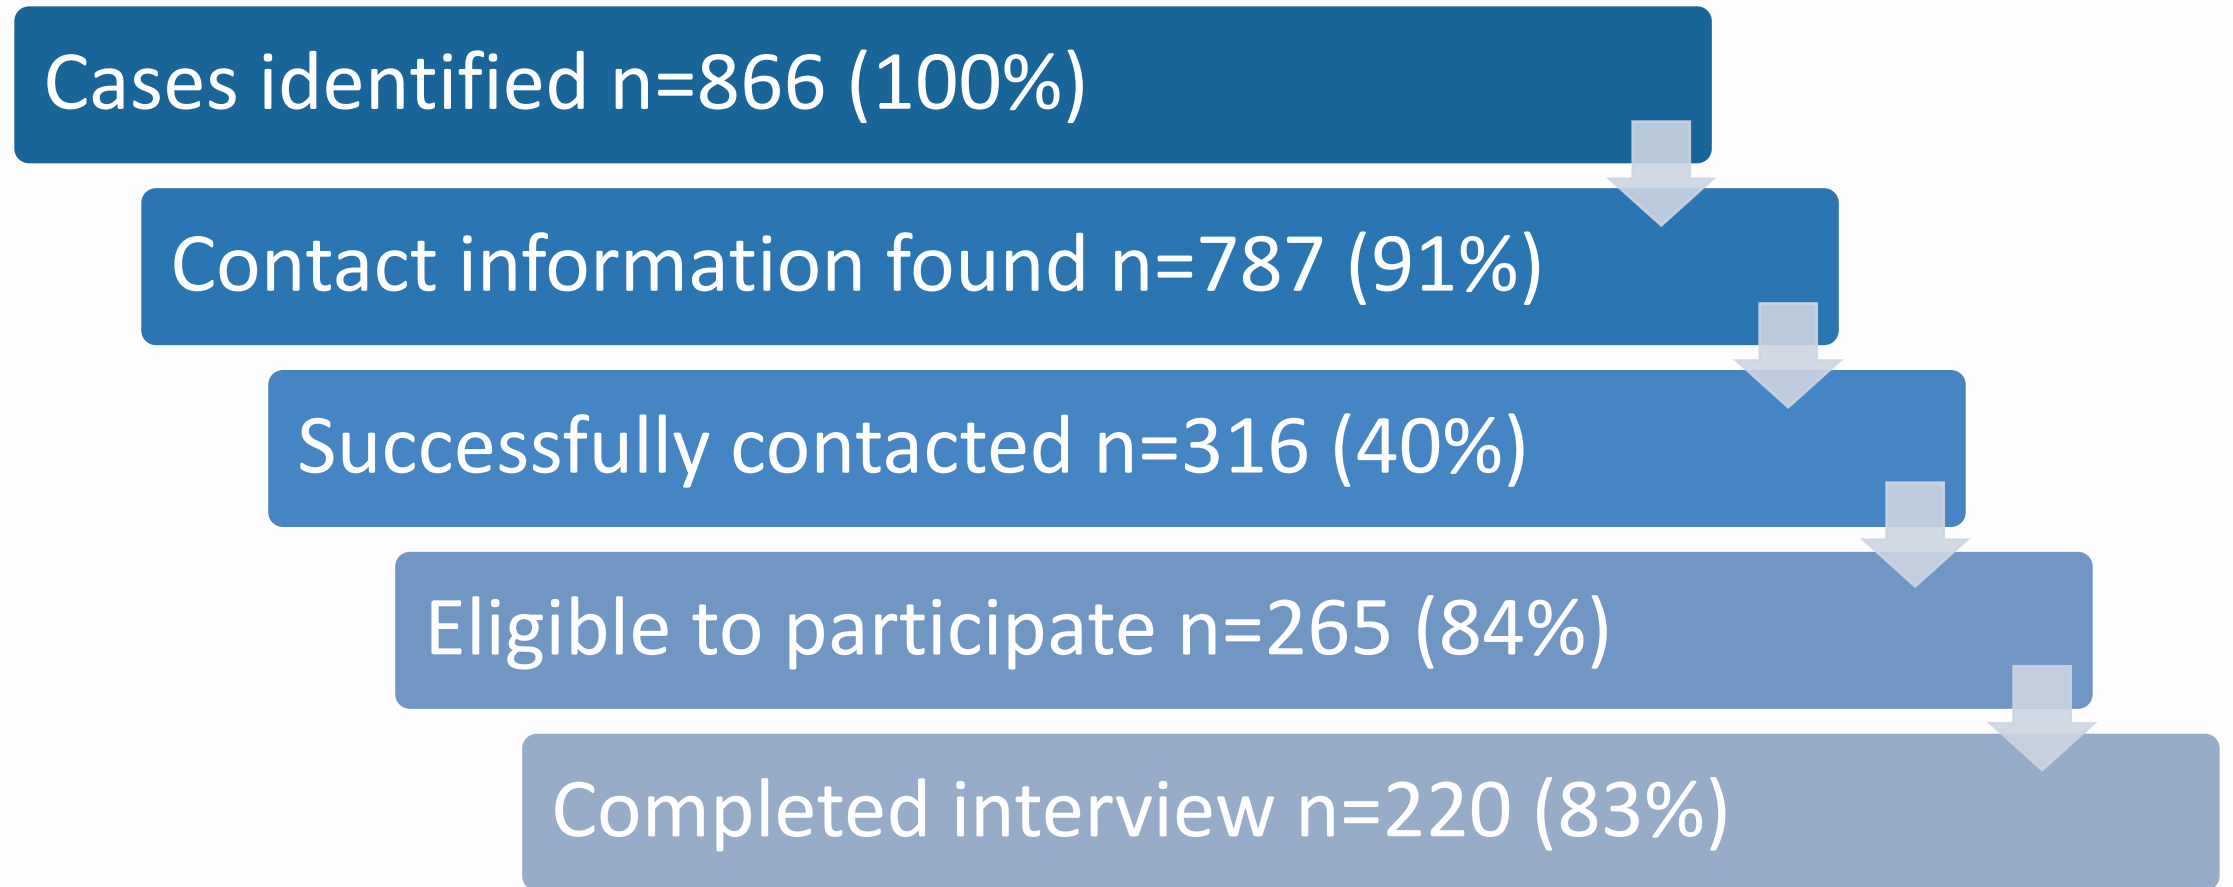 Cases identified n=866 (100%)
Contact information found n=787 (91%)
Successfully contacted n=316 (40%)
Eligible to participate n=265 (84%)
Completed interview n=220 (83%)